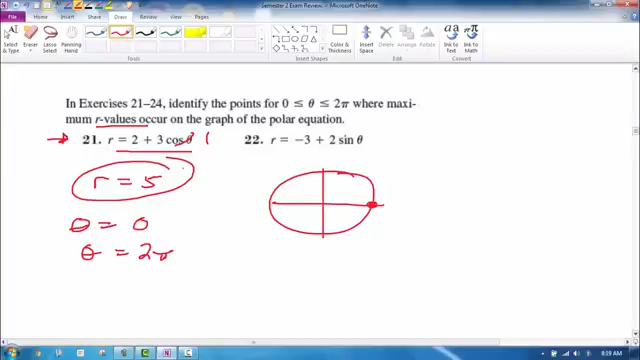 Semester 2 Exam Review - Microsoft OneNote
File Home Insert Share Draw Review View
Select & Type Eraser Lasso Select Panning Hand
Color & Thickness Insert Space Delete Arrange Rotate Ink to Text Ink to Math
Tools Insert Shapes Edit Convert
In Exercises 21–24, identify the points for 0 ≤ θ ≤ 2π where maxi-
mum r-values occur on the graph of the polar equation.
21. r = 2 + 3 cos θ 1 22. r = −3 + 2 sin θ
r = 5
θ = 0
θ = 2π
8:19 AM